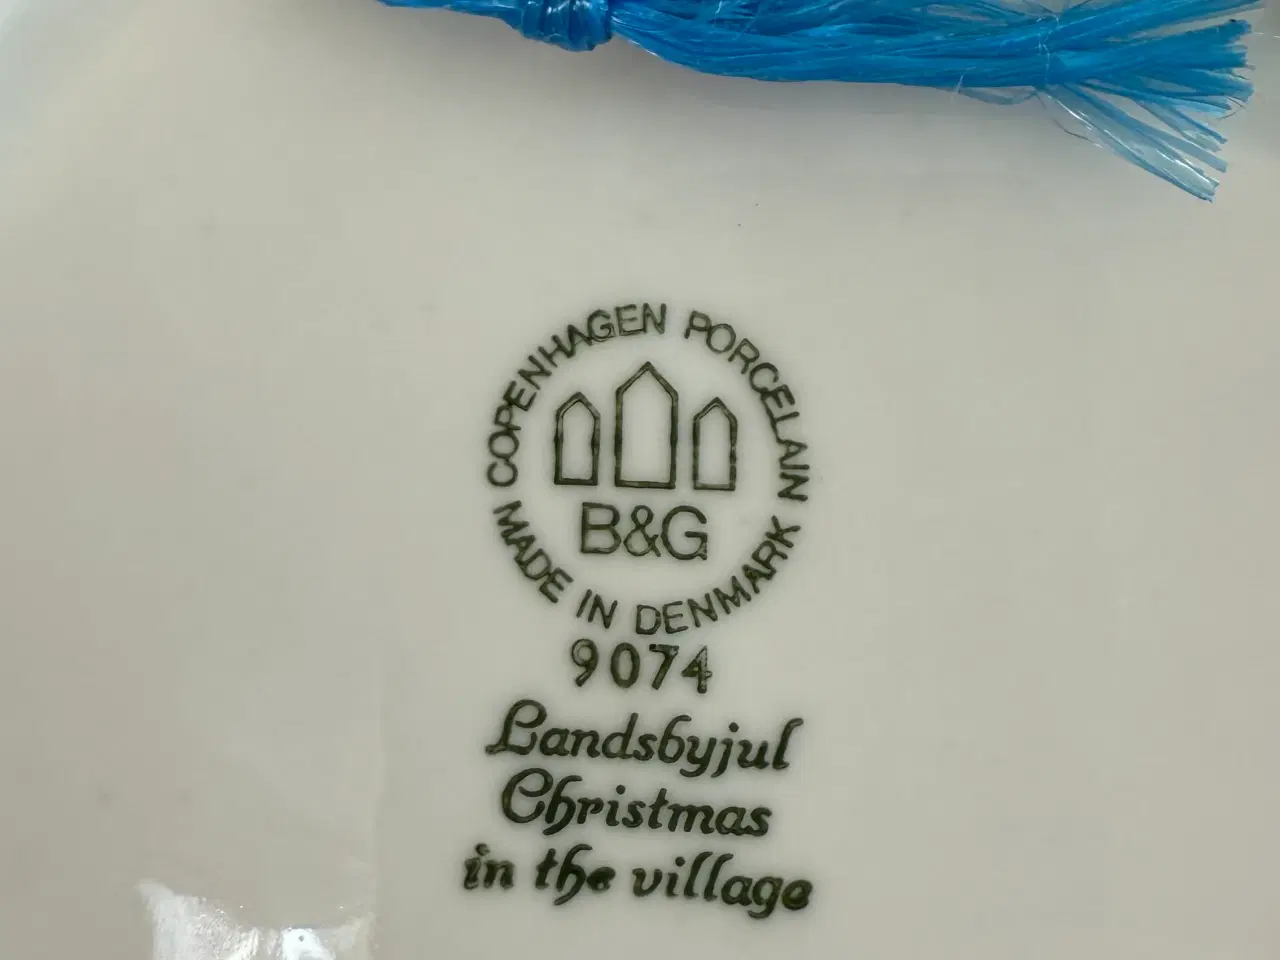 COPENHAGEN PORCELAIN
B&G
MADE IN DENMARK
9074
Landsbyjul
Christmas
in the village